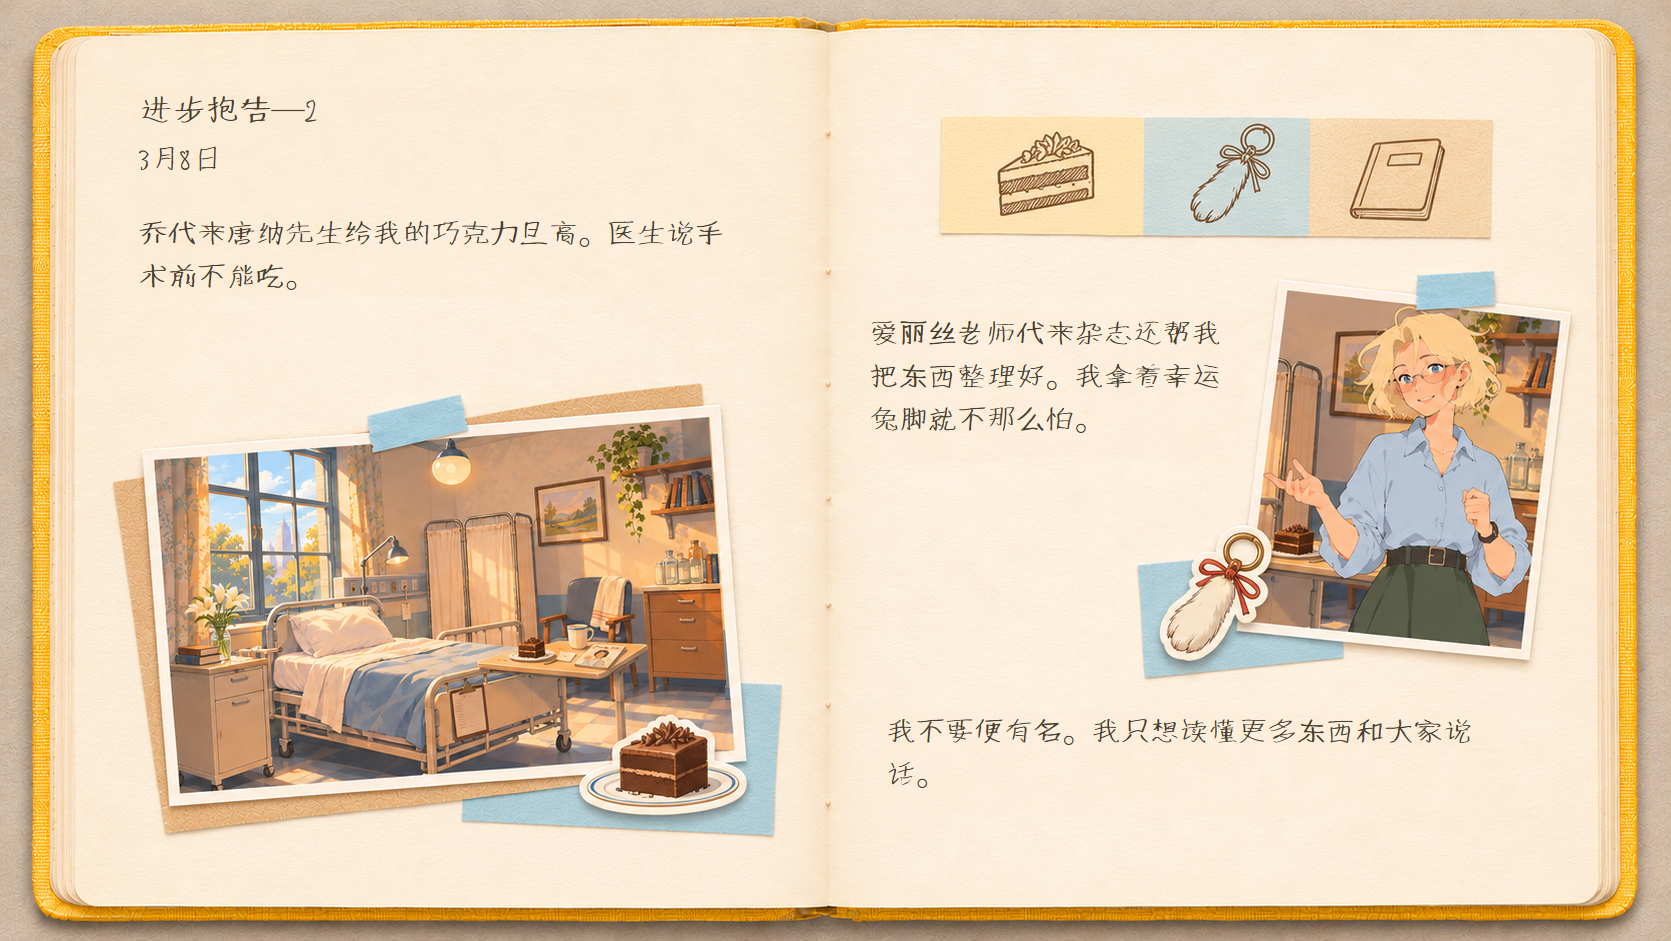 进步抱告—2
3月8日
乔代来唐纳先生给我的巧克力旦高。医生说手
术前不能吃。
爱丽丝老师代来杂志还帮我
把东西整理好。我拿着幸运
兔脚就不那么怕。
我不要便有名。我只想读懂更多东西和大家说
话。